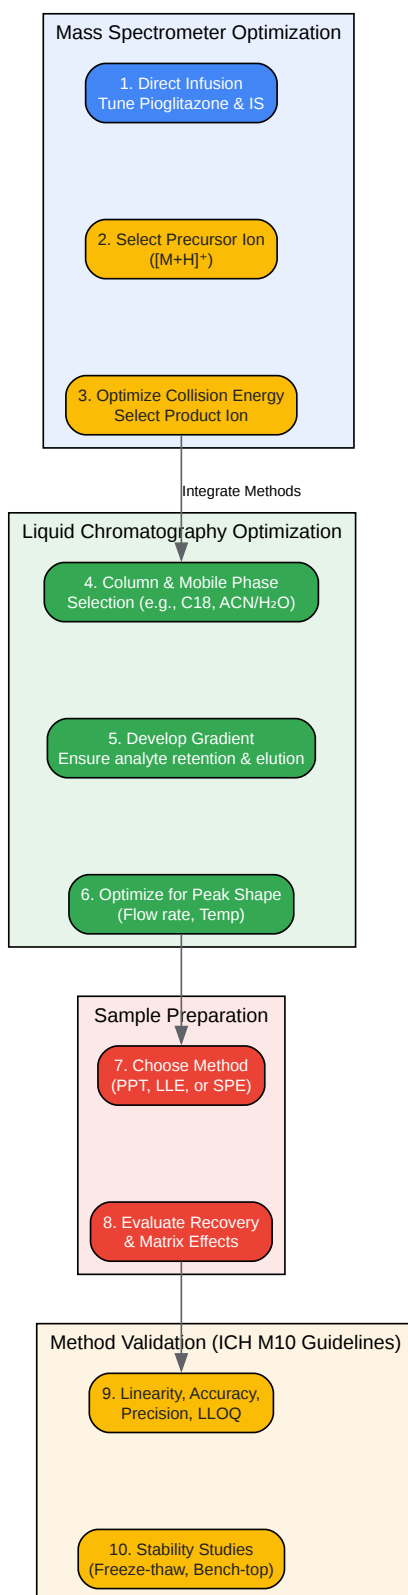 Mass Spectrometer Optimization
1. Direct Infusion
Tune Pioglitazone & IS
2. Select Precursor Ion
([M+H]⁺)
3. Optimize Collision Energy
Select Product Ion
Integrate Methods
Liquid Chromatography Optimization
4. Column & Mobile Phase
Selection (e.g., C18, ACN/H₂O)
5. Develop Gradient
Ensure analyte retention & elution
6. Optimize for Peak Shape
(Flow rate, Temp)
Sample Preparation
7. Choose Method
(PPT, LLE, or SPE)
8. Evaluate Recovery
& Matrix Effects
Method Validation (ICH M10 Guidelines)
9. Linearity, Accuracy,
Precision, LLOQ
10. Stability Studies
(Freeze-thaw, Bench-top)